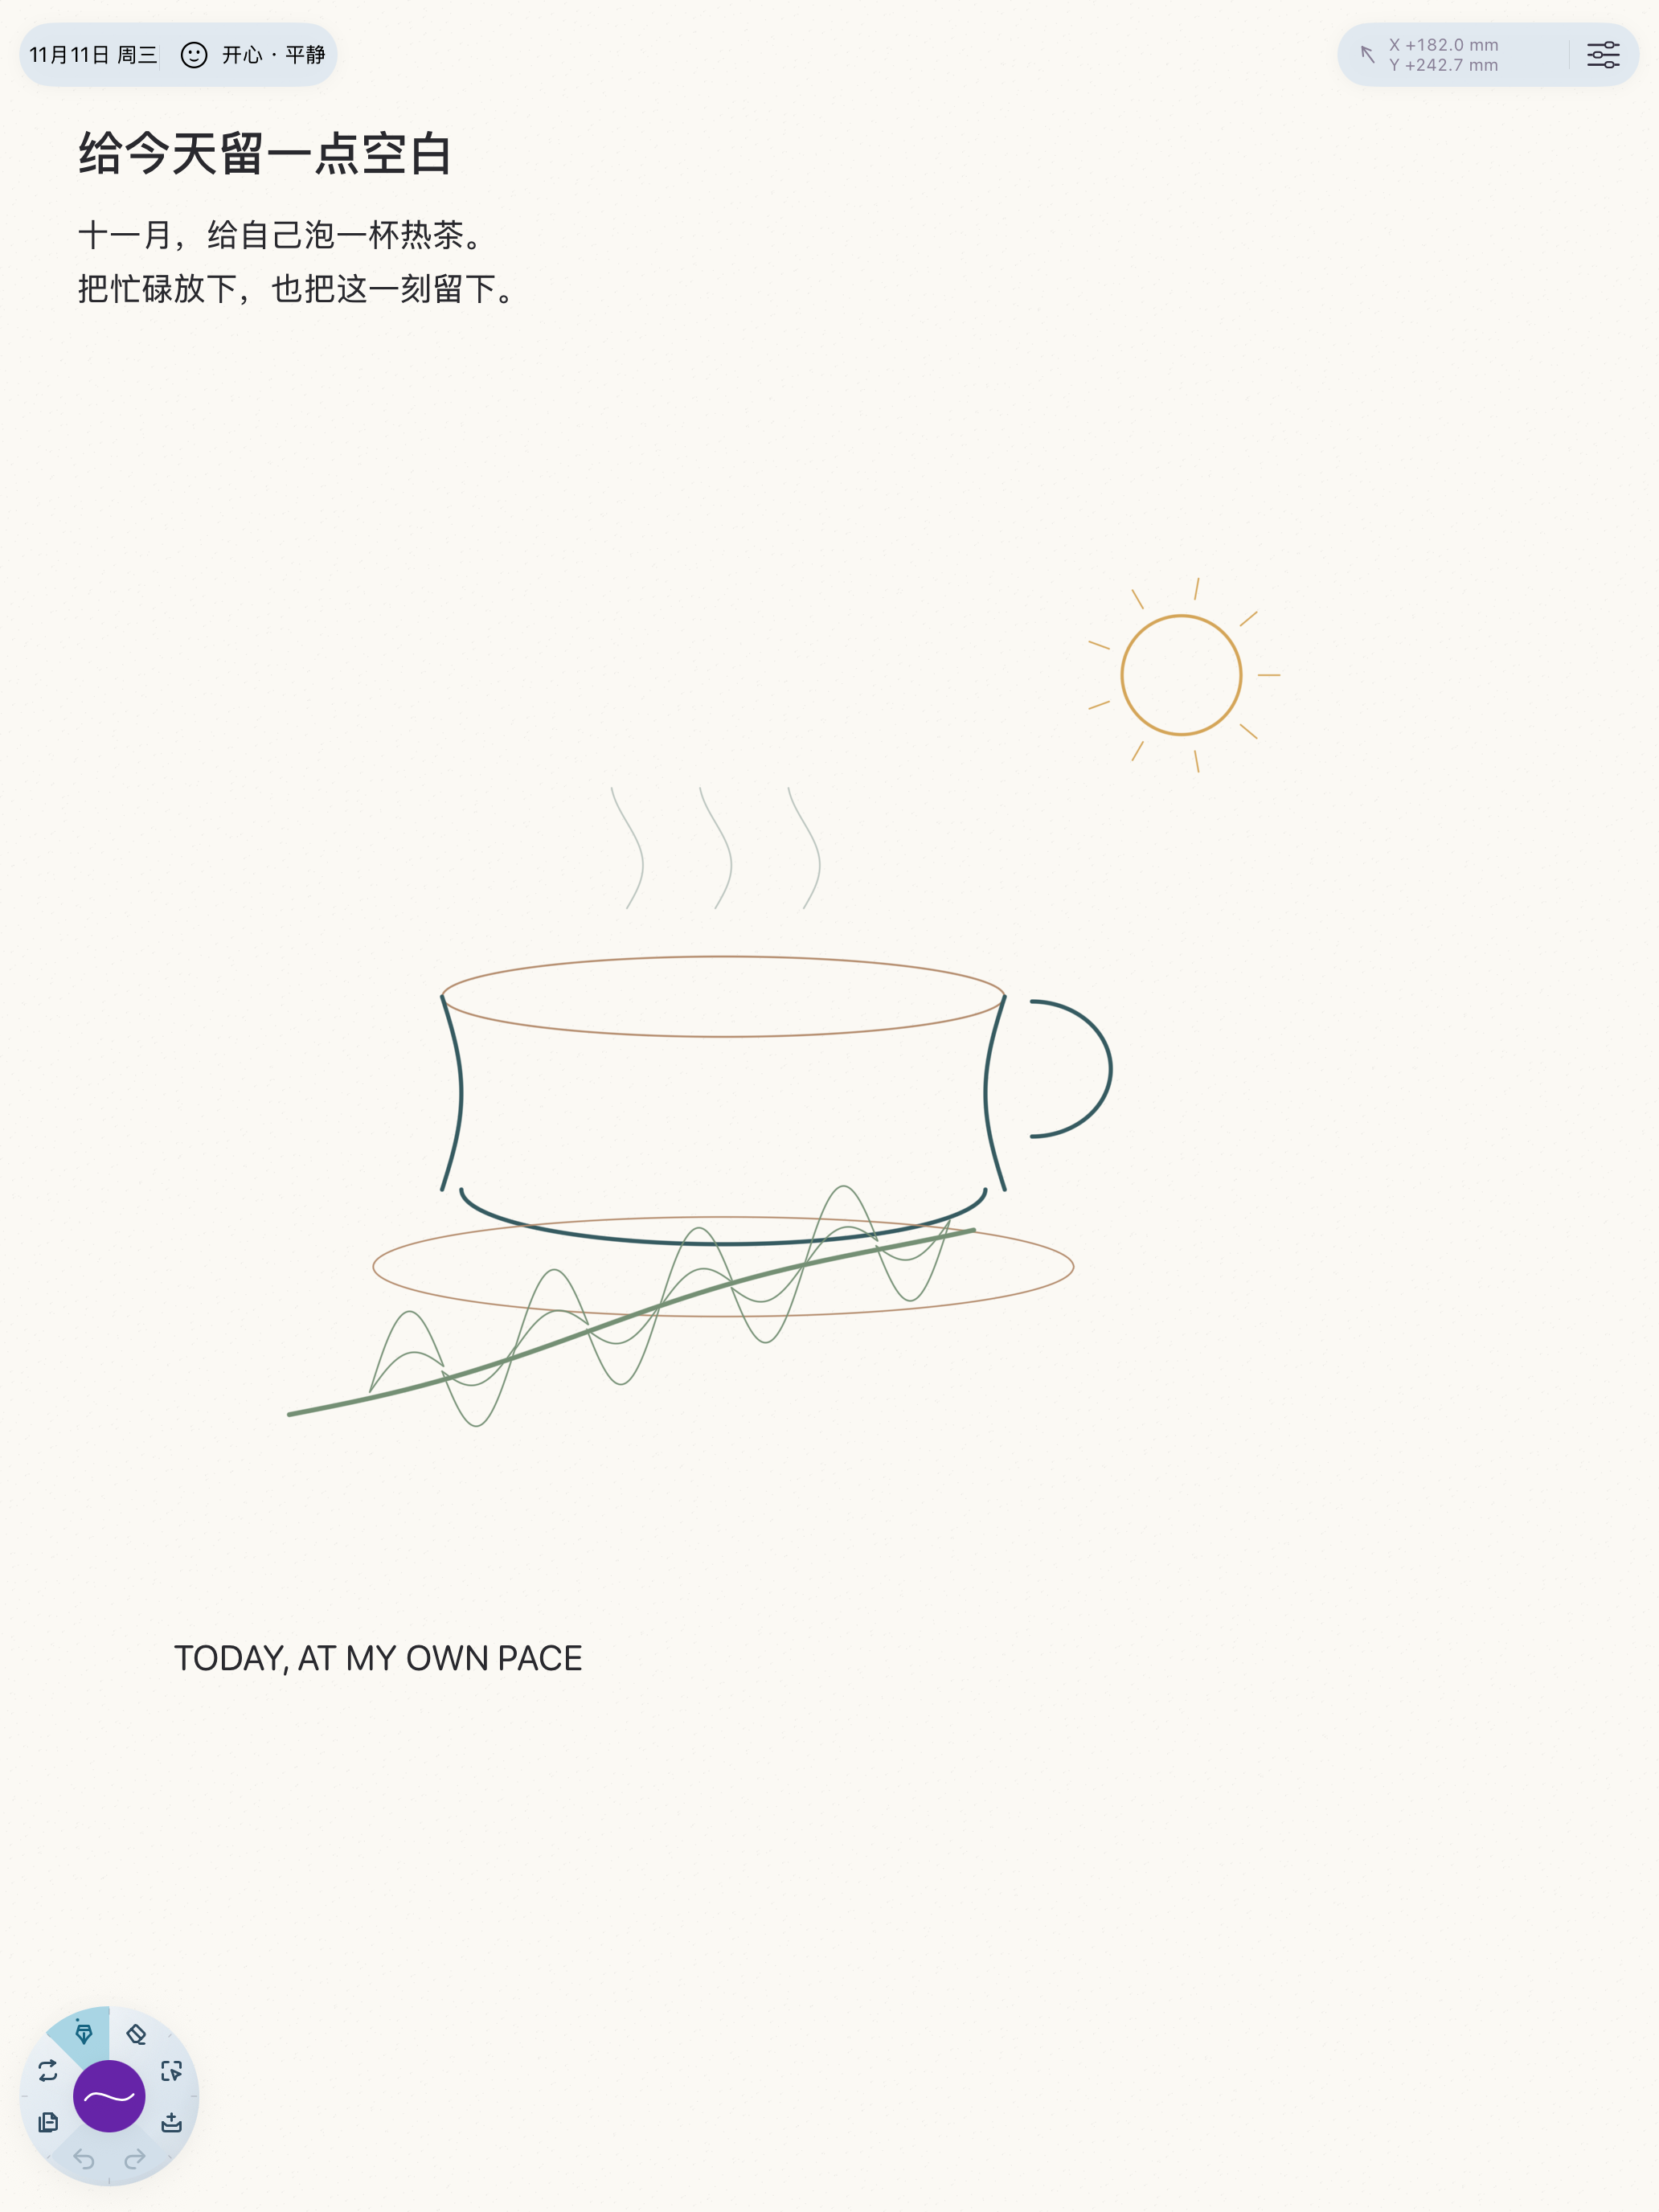 11月11日 周三
开心 · 平静
X +182.0 mm
Y +242.7 mm
给今天留一点空白
十一月，给自己泡一杯热茶。
把忙碌放下，也把这一刻留下。
TODAY, AT MY OWN PACE